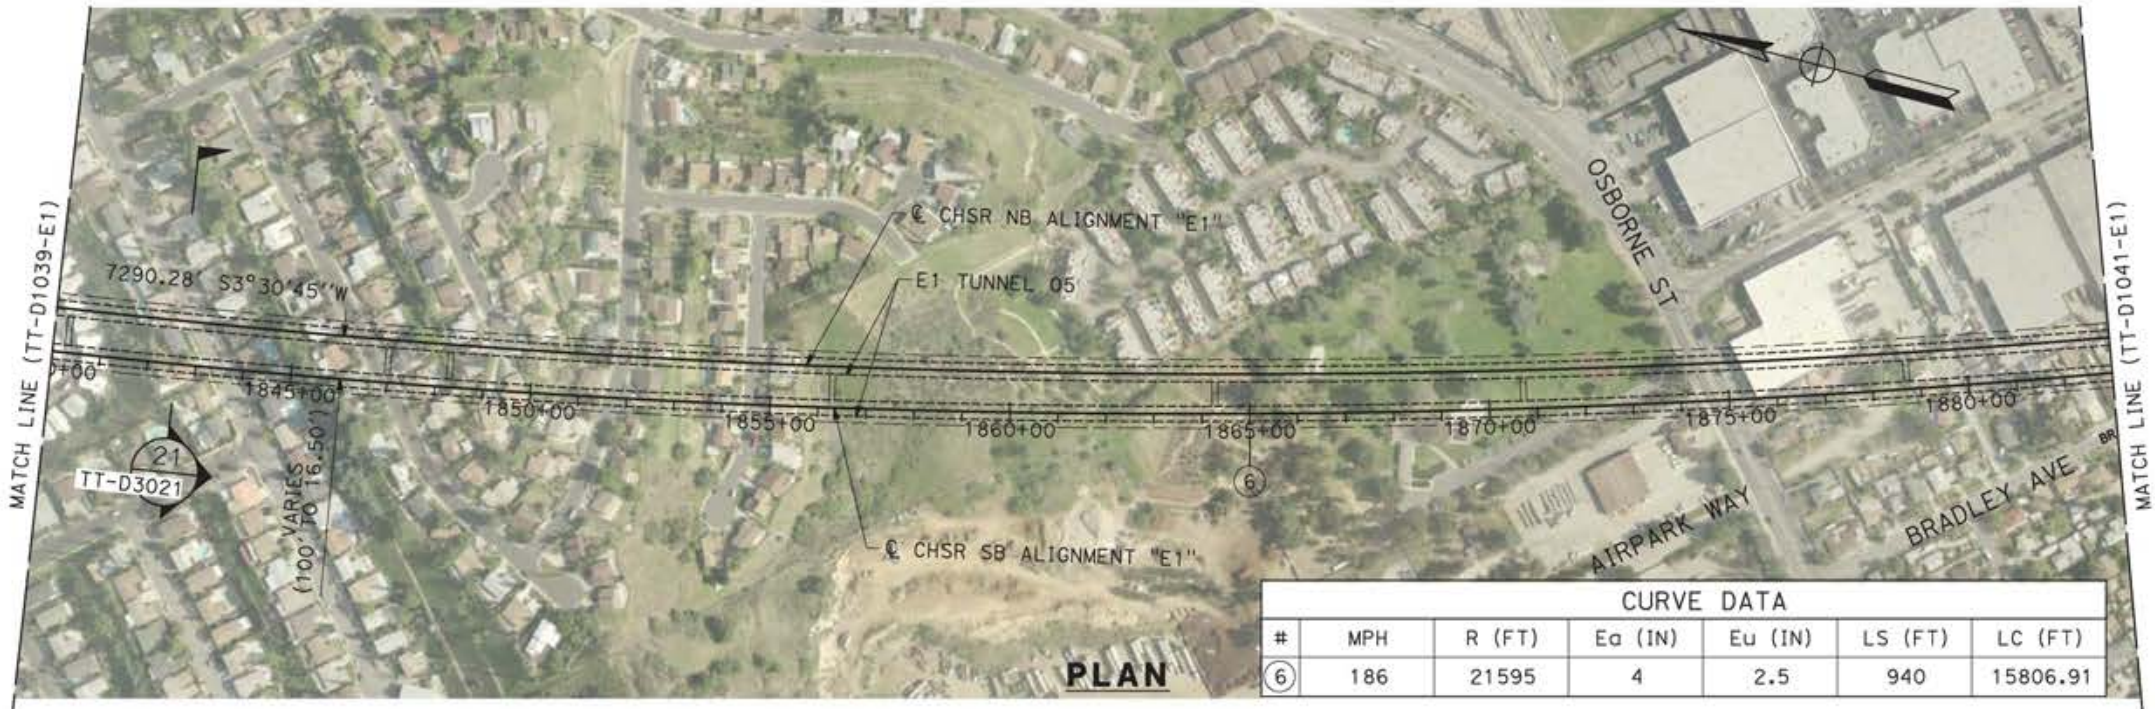 MATCH LINE (TT-D1039-E1)
7290.28' S3°30'45''W
℄ CHSR NB ALIGNMENT "E1"
E1 TUNNEL 05
OSBORNE ST
MATCH LINE (TT-D1041-E1)
0+00
1845+00
1850+00
1855+00
1860+00
1865+00
1870+00
1875+00
1880+00
21
TT-D3021
VARIES
(100' TO 16.50')
6
℄ CHSR SB ALIGNMENT "E1"
AIRPARK WAY
BRADLEY AVE
BR
PLAN
CURVE DATA
# MPH R (FT) Ea (IN) Eu (IN) LS (FT) LC (FT)
6 186 21595 4 2.5 940 15806.91